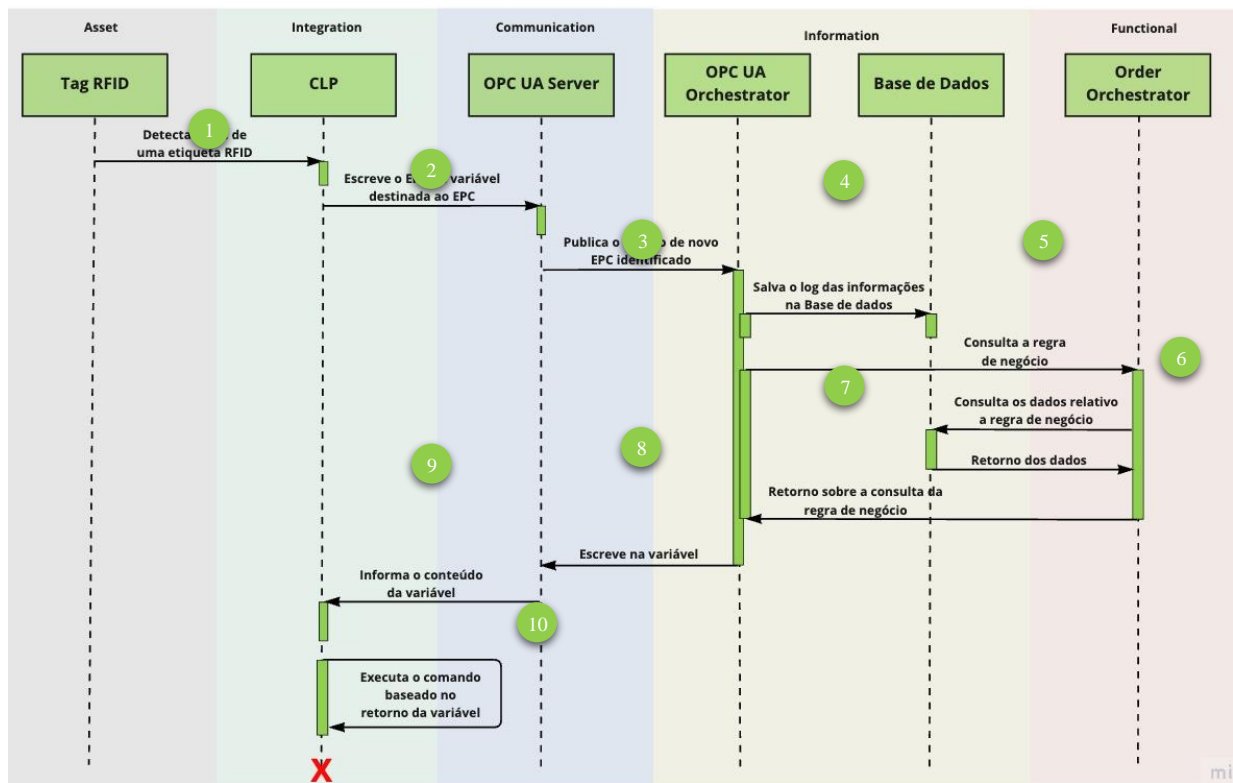 Asset
Integration
Communication
Information
Functional
Tag RFID
CLP
OPC UA Server
OPC UA
Orchestrator
Base de Dados
Order
Orchestrator
1
Detecta de
uma etiqueta RFID
2
Escreve o variável
destinada ao EPC
3
Publica o de novo
EPC identificado
4
5
Salva o log das informações
na Base de dados
Consulta a regra
de negócio
6
7
Consulta os dados relativo
a regra de negócio
8
9
Retorno dos dados
Retorno sobre a consulta da
regra de negócio
Escreve na variável
Informa o conteúdo
da variável
10
Executa o comando
baseado no
retorno da variável
X
mi